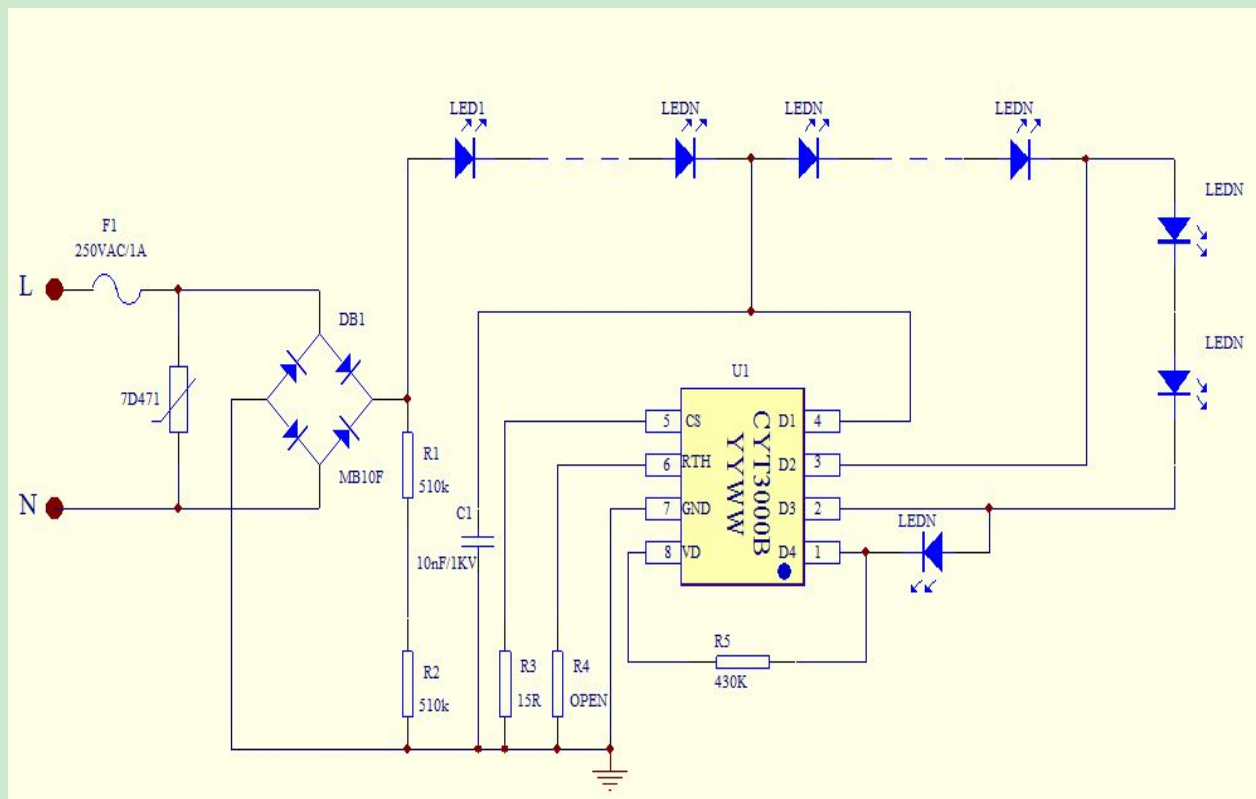 LED1
LEDN
LEDN
LEDN
LEDN
F1
250VAC/1A
L
DB1
LEDN
7D471
U1
5 CS
D1 4
CYT3000B
YYWW
6 RTH
D2 3
R1
510k
MB10F
N
7 GND
D3 2
C1
10nF/1KV
LEDN
8 VD
D4 1
R5
430K
R2
510k
R3
15R
R4
OPEN